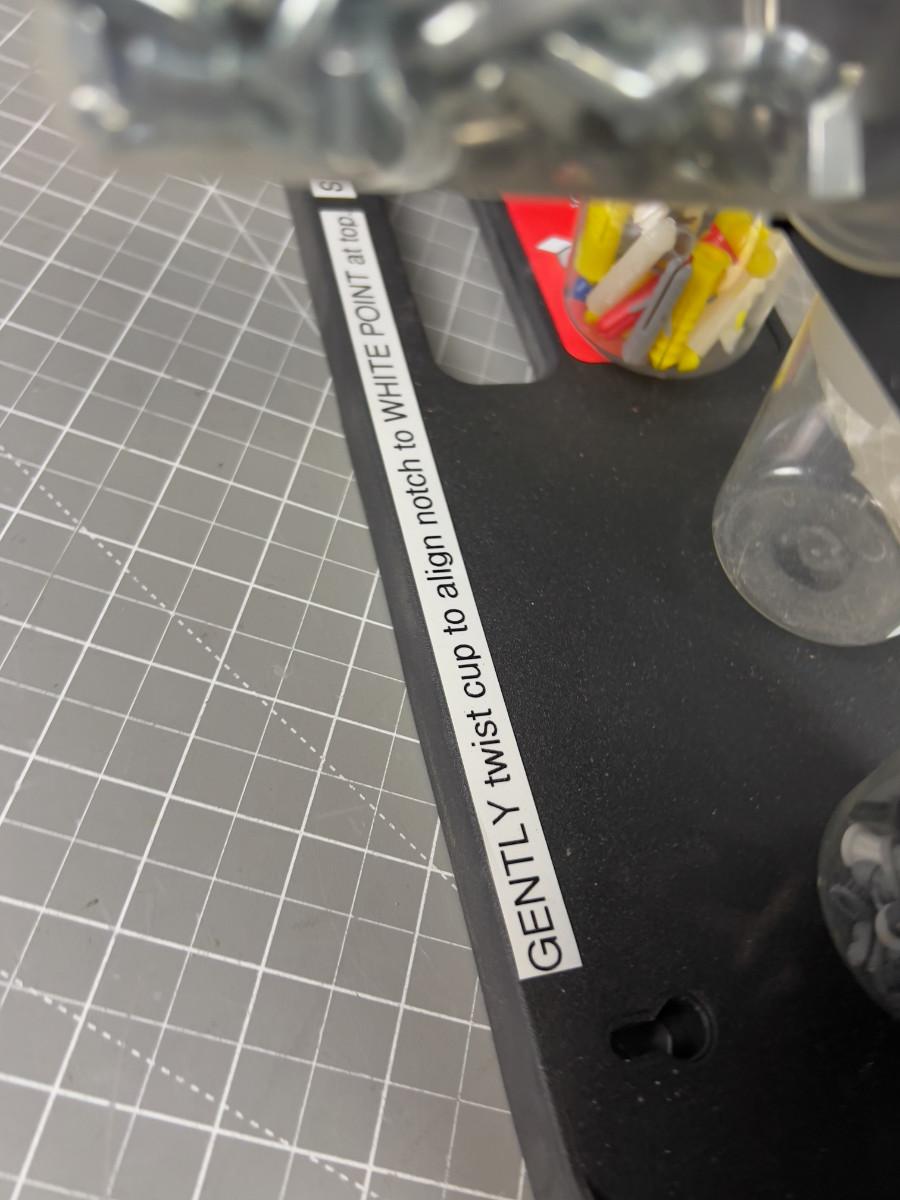 GENTLY twist cup to align notch to WHITE POINT at top.
S